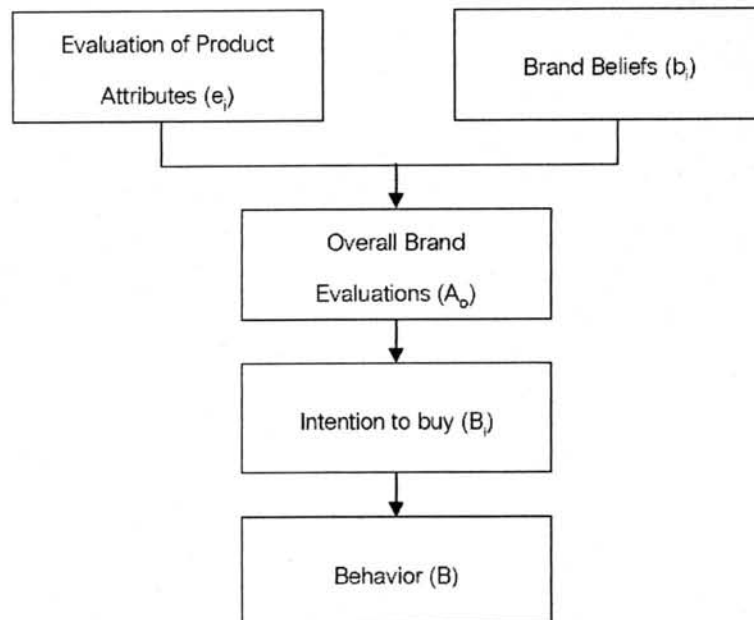 Evaluation of Product
Attributes (eᵢ)
Brand Beliefs (bᵢ)
Overall Brand
Evaluations (Aₒ)
Intention to buy (Bᵢ)
Behavior (B)